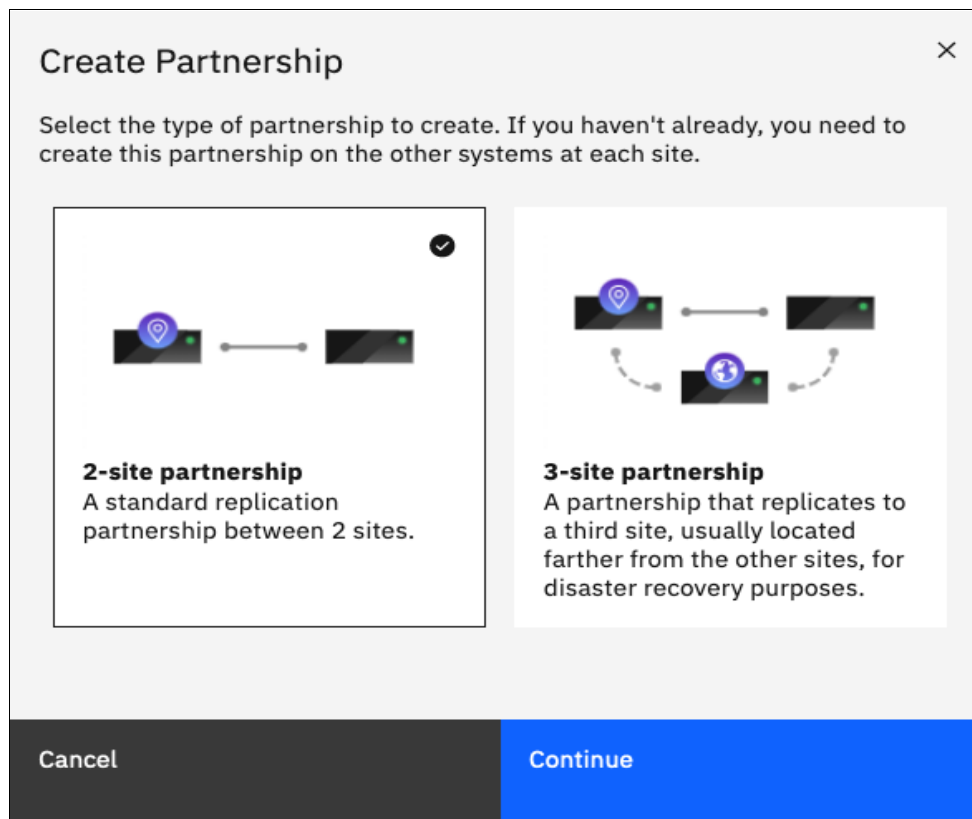 Create Partnership
Select the type of partnership to create. If you haven't already, you need to
create this partnership on the other systems at each site.
2-site partnership
A standard replication
partnership between 2 sites.
3-site partnership
A partnership that replicates to
a third site, usually located
farther from the other sites, for
disaster recovery purposes.
Cancel
Continue